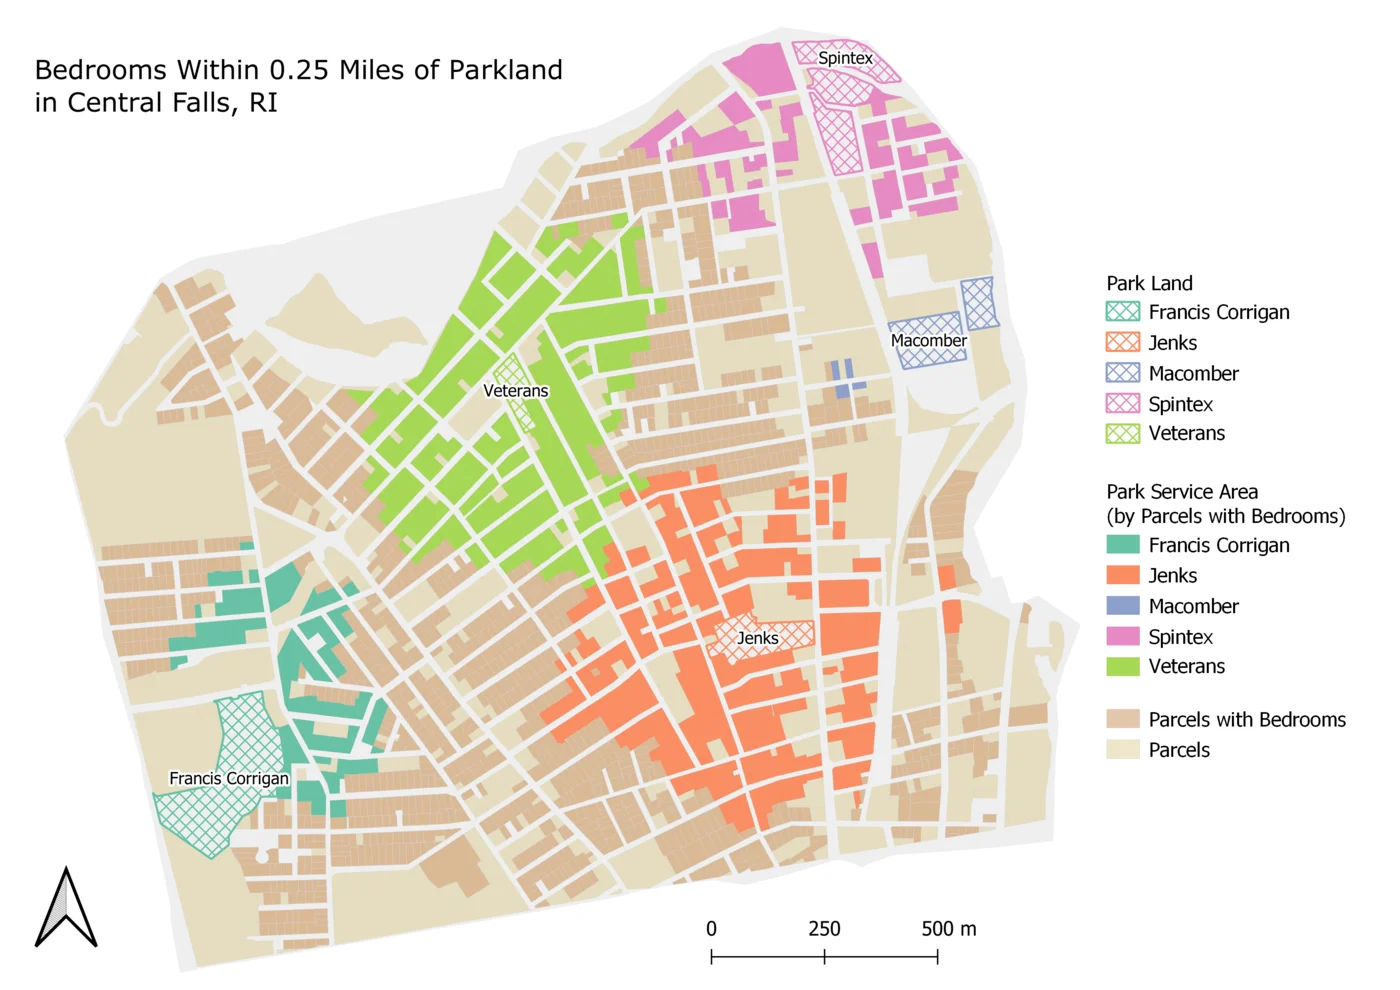 Bedrooms Within 0.25 Miles of Parkland
in Central Falls, RI
Spintex
Macomber
Veterans
Jenks
Francis Corrigan
Park Land
Francis Corrigan
Jenks
Macomber
Spintex
Veterans
Park Service Area
(by Parcels with Bedrooms)
Francis Corrigan
Jenks
Macomber
Spintex
Veterans
Parcels with Bedrooms
Parcels
0 250 500 m